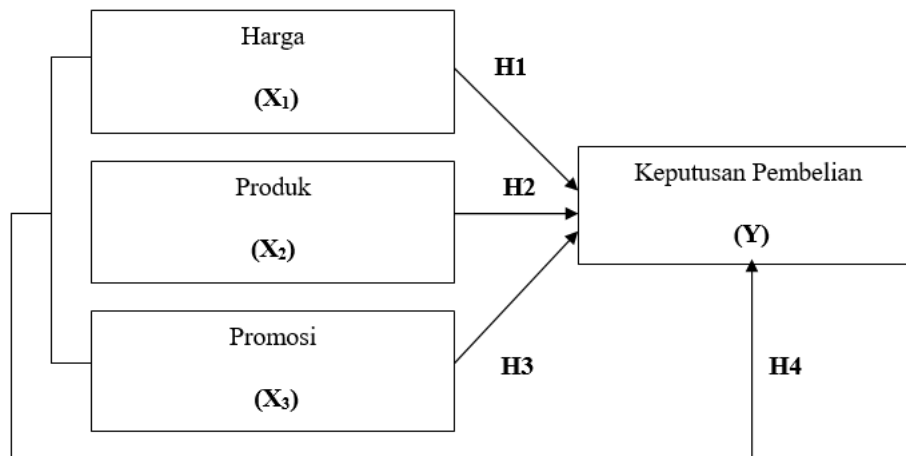 Harga
(X₁)
H1
Produk
(X₂)
H2
Keputusan Pembelian
(Y)
Promosi
(X₃)
H3
H4